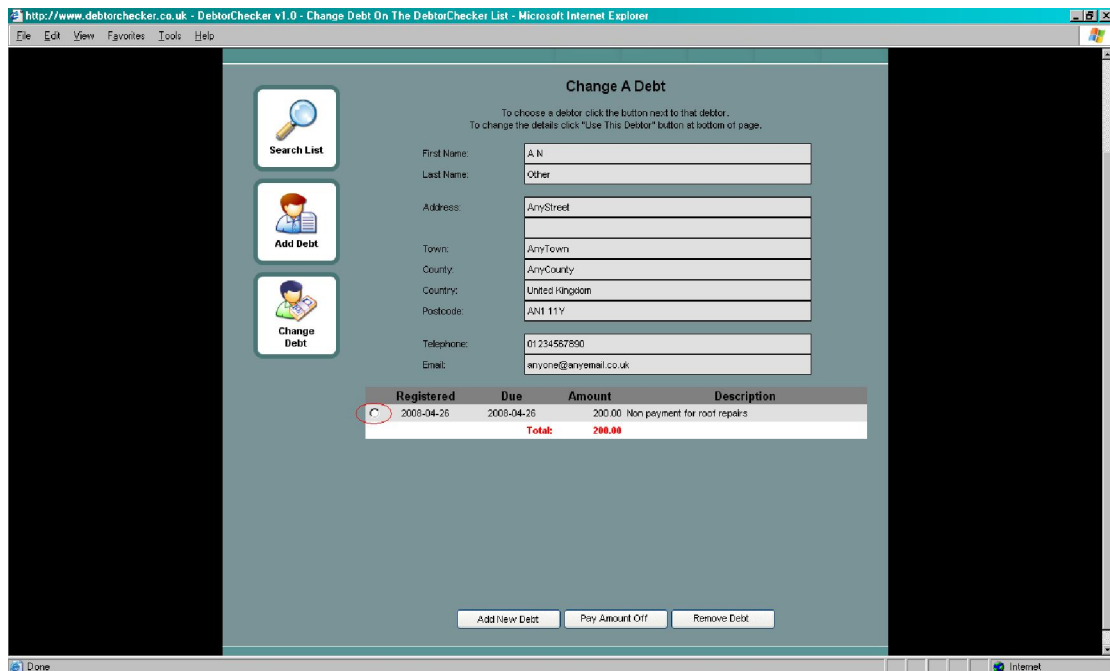 http://www.debtorchecker.co.uk - DebtorChecker v1.0 - Change Debt On The DebtorChecker List - Microsoft Internet Explorer
File Edit View Favorites Tools Help
Change A Debt
To choose a debtor click the button next to that debtor.
To change the details click "Use This Debtor" button at bottom of page.
Search List
Add Debt
Change
Debt
First Name: A N
Last Name: Other
Address: AnyStreet
Town: AnyTown
County: AnyCounty
Country: United Kingdom
Postcode: AN1 11Y
Telephone: 01234567890
Email: anyone@anyemail.co.uk
Registered Due Amount Description
2008-04-26 2008-04-26 200.00 Non payment for roof repairs
Total: 200.00
Add New Debt Pay Amount Off Remove Debt
Done Internet